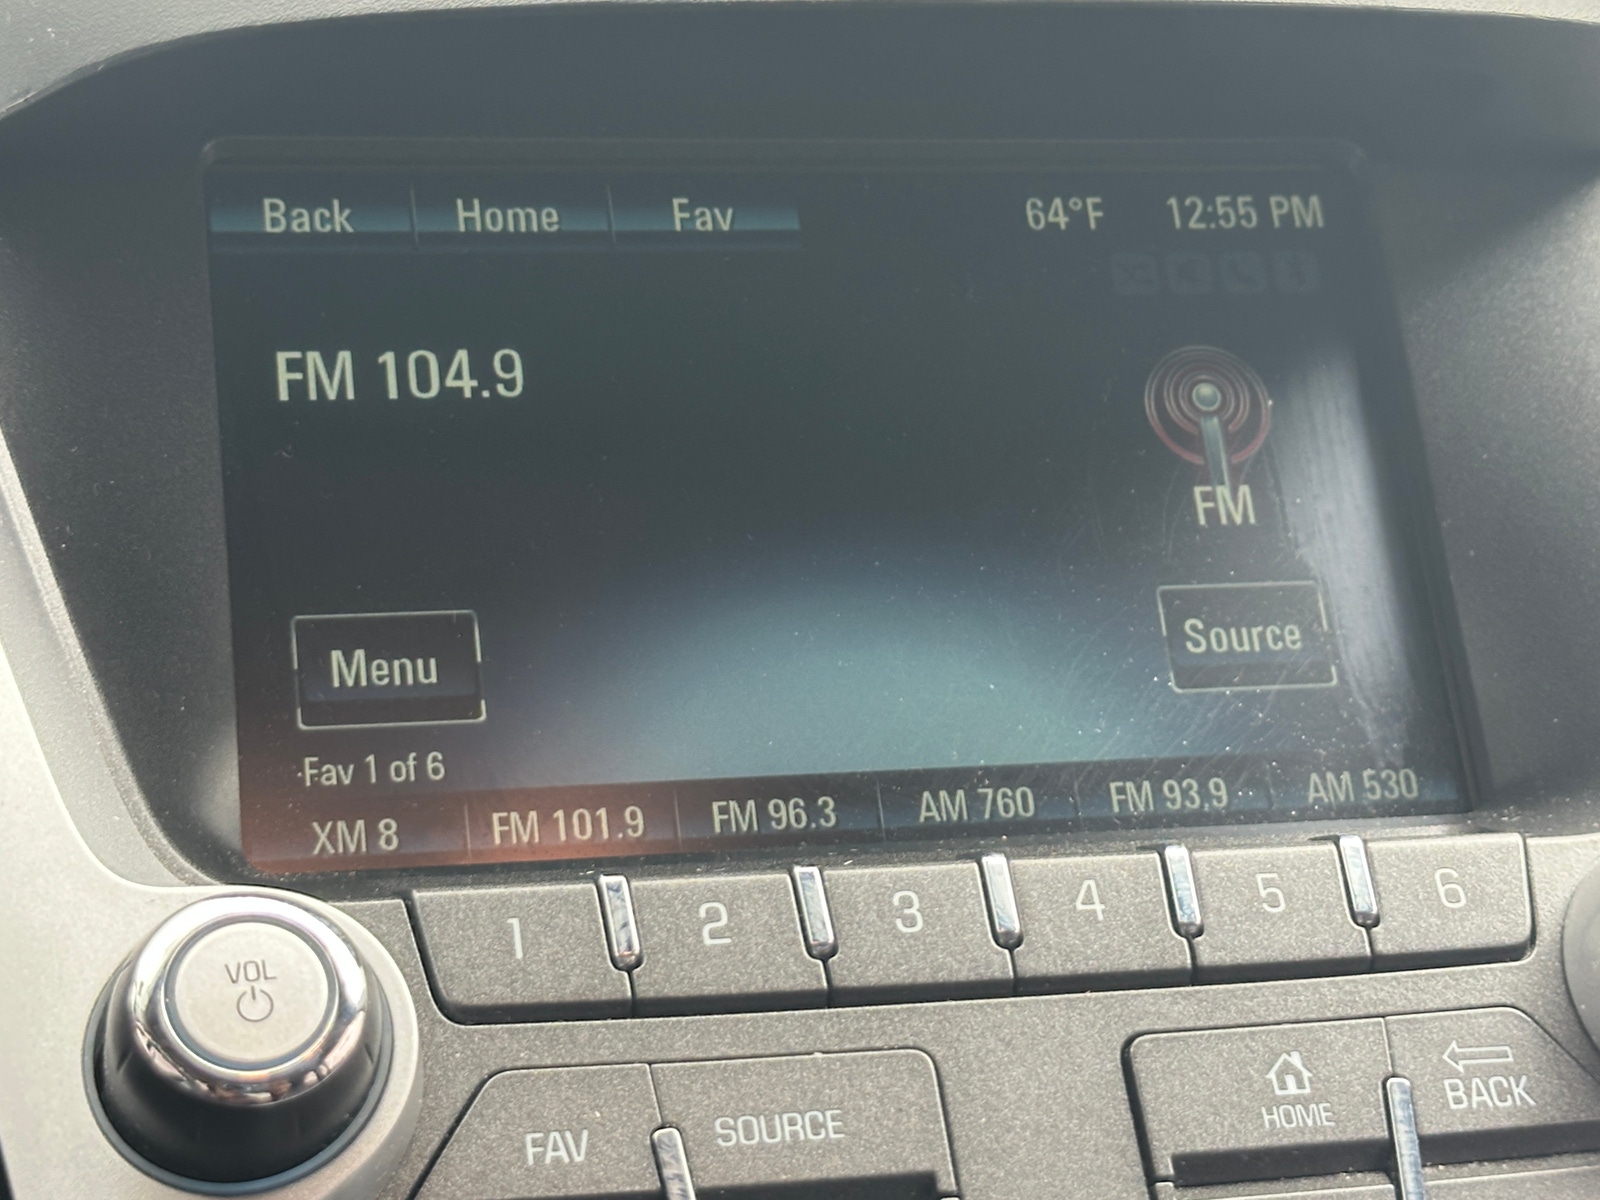 Back Home Fav 64°F 12:55 PM
FM 104.9
FM
Menu Source
Fav 1 of 6
XM 8 FM 101.9 FM 96.3 AM 760 FM 93.9 AM 530
1 2 3 4 5 6
VOL
FAV SOURCE HOME BACK